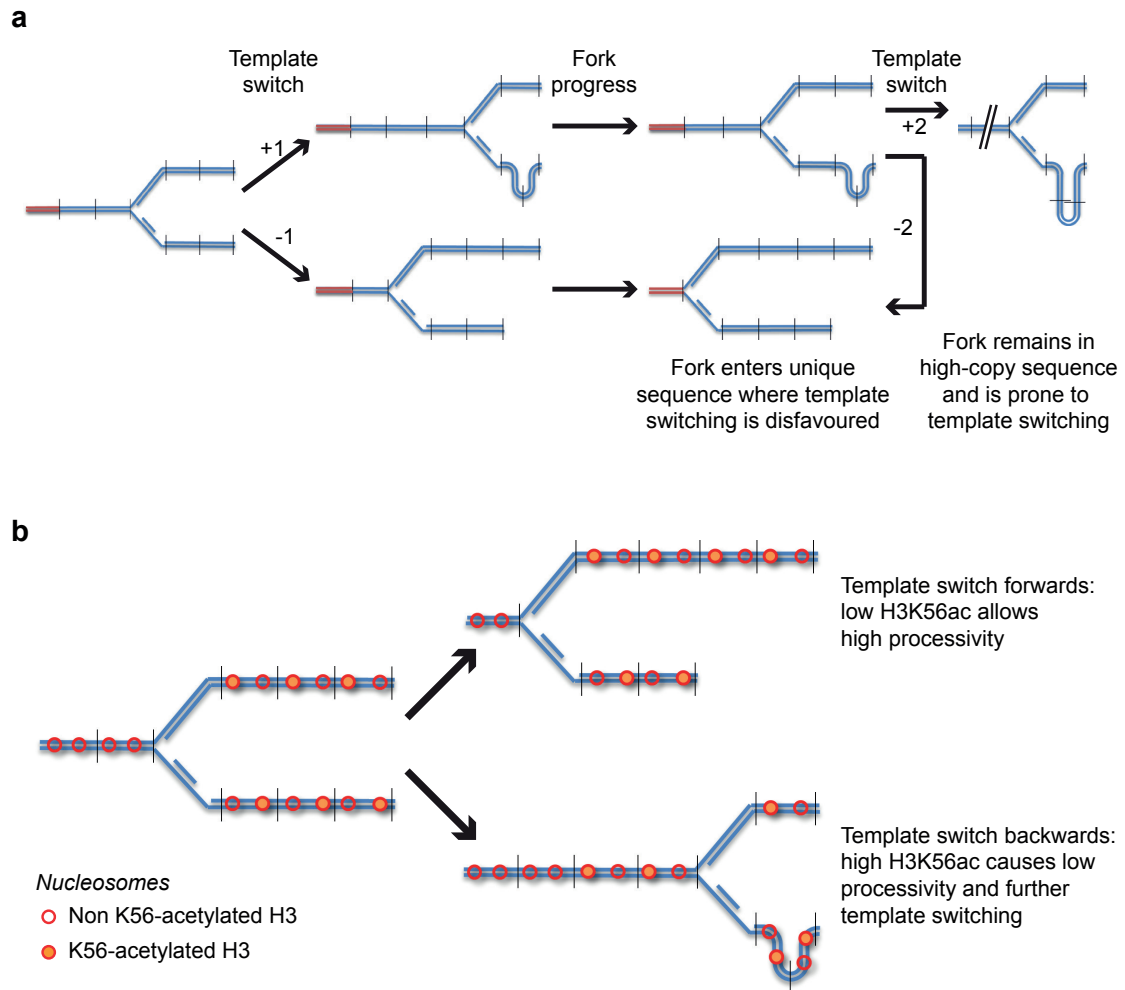 a
Template
switch
Fork
progress
Template
switch
+1
-1
+2
-2
Fork enters unique
sequence where template
switching is disfavoured
Fork remains in
high-copy sequence
and is prone to
template switching
b
Template switch forwards:
low H3K56ac allows
high processivity
Template switch backwards:
high H3K56ac causes low
processivity and further
template switching
Nucleosomes
Non K56-acetylated H3
K56-acetylated H3